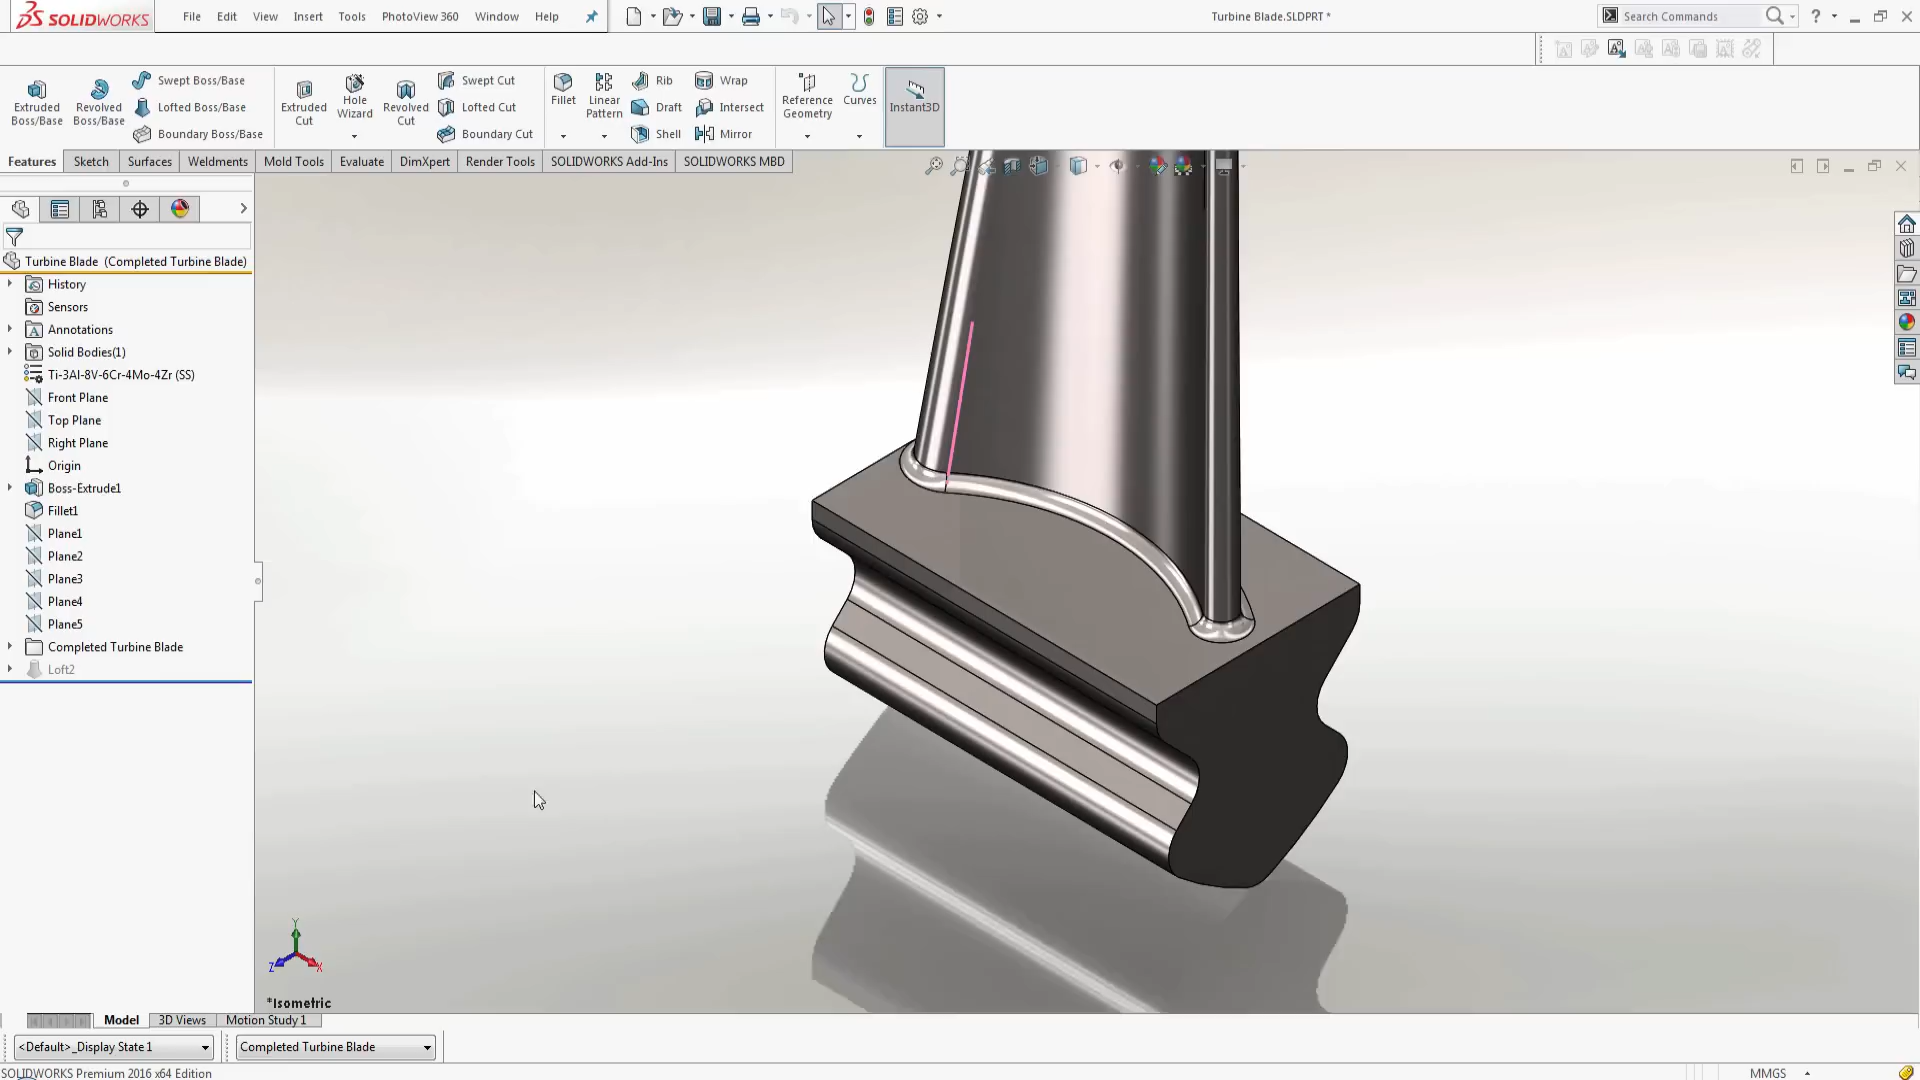 SOLIDWORKS
File Edit View Insert Tools PhotoView 360 Window Help
Turbine Blade.SLDPRT *
Search Commands
Extruded Boss/Base
Revolved Boss/Base
Swept Boss/Base
Lofted Boss/Base
Boundary Boss/Base
Extruded Cut
Hole Wizard
Revolved Cut
Swept Cut
Lofted Cut
Boundary Cut
Fillet
Linear Pattern
Rib
Draft
Shell
Wrap
Intersect
Mirror
Reference Geometry
Curves
Instant3D
Features Sketch Surfaces Weldments Mold Tools Evaluate DimXpert Render Tools SOLIDWORKS Add-Ins SOLIDWORKS MBD
Turbine Blade (Completed Turbine Blade)
History
Sensors
Annotations
Solid Bodies(1)
Ti-3Al-8V-6Cr-4Mo-4Zr (SS)
Front Plane
Top Plane
Right Plane
Origin
Boss-Extrude1
Fillet1
Plane1
Plane2
Plane3
Plane4
Plane5
Completed Turbine Blade
Loft2
Y
Z X
*Isometric
Model 3D Views Motion Study 1
<Default>_Display State 1 Completed Turbine Blade
SOLIDWORKS Premium 2016 x64 Edition MMGS